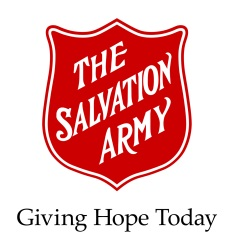 THE
SALVATION
ARMY
Giving Hope Today